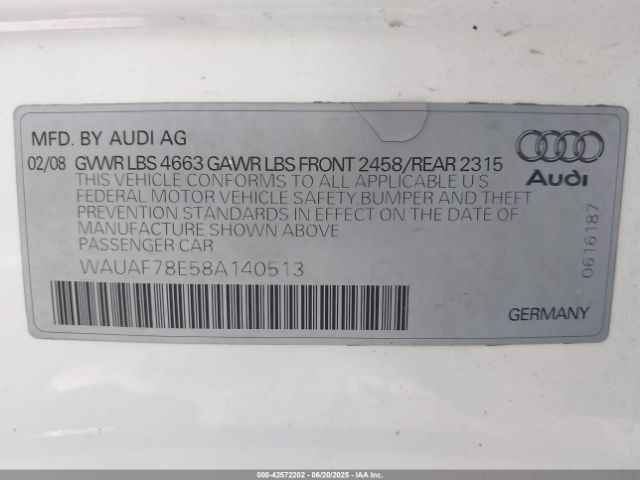 MFD. BY AUDI AG
02/08 GVWR LBS 4663 GAWR LBS FRONT 2458/REAR 2315
THIS VEHICLE CONFORMS TO ALL APPLICABLE U S
FEDERAL MOTOR VEHICLE SAFETY,BUMPER AND THEFT
PREVENTION STANDARDS IN EFFECT ON THE DATE OF
MANUFACTURE SHOWN ABOVE
PASSENGER CAR
WAUAF78E58A140513
Audi
0616187
GERMANY
000-42572202 - 06/20/2025 - IAAI.COM